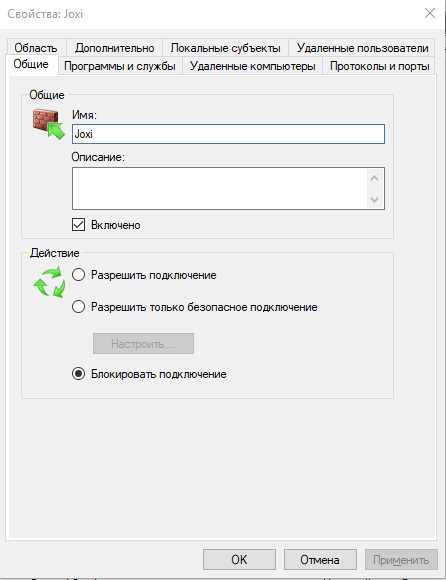 Свойства: Joxi
Область Дополнительно Локальные субъекты Удаленные пользователи
Общие Программы и службы Удаленные компьютеры Протоколы и порты
Общие
Имя:
Joxi
Описание:
Включено
Действие
Разрешить подключение
Разрешить только безопасное подключение
Настроить...
Блокировать подключение
OK Отмена Применить